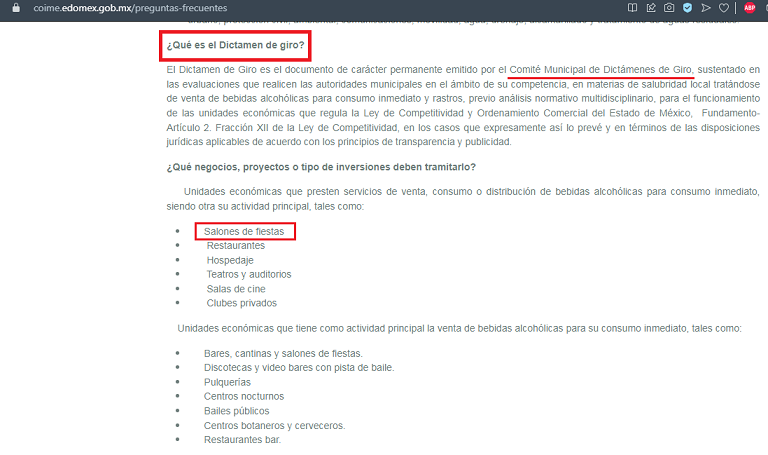 coime.edomex.gob.mx/preguntas-frecuentes
ABP
¿Qué es el Dictamen de giro?
El Dictamen de Giro es el documento de carácter permanente emitido por el Comité Municipal de Dictámenes de Giro, sustentado en
las evaluaciones que realicen las autoridades municipales en el ámbito de su competencia, en materias de salubridad local tratándose
de venta de bebidas alcohólicas para consumo inmediato y rastros, previo análisis normativo multidisciplinario, para el funcionamiento
de las unidades económicas que regula la Ley de Competitividad y Ordenamiento Comercial del Estado de México, Fundamento-
Artículo 2. Fracción XII de la Ley de Competitividad, en los casos que expresamente así lo prevé y en términos de las disposiciones
jurídicas aplicables de acuerdo con los principios de transparencia y publicidad.
¿Qué negocios, proyectos o tipo de inversiones deben tramitarlo?
Unidades económicas que presten servicios de venta, consumo o distribución de bebidas alcohólicas para consumo inmediato,
siendo otra su actividad principal, tales como:
• Salones de fiestas
• Restaurantes
• Hospedaje
• Teatros y auditorios
• Salas de cine
• Clubes privados
Unidades económicas que tiene como actividad principal la venta de bebidas alcohólicas para su consumo inmediato, tales como:
• Bares, cantinas y salones de fiestas.
• Discotecas y video bares con pista de baile.
• Pulquerías
• Centros nocturnos
• Bailes públicos
• Centros botaneros y cerveceros.
• Restaurantes bar.